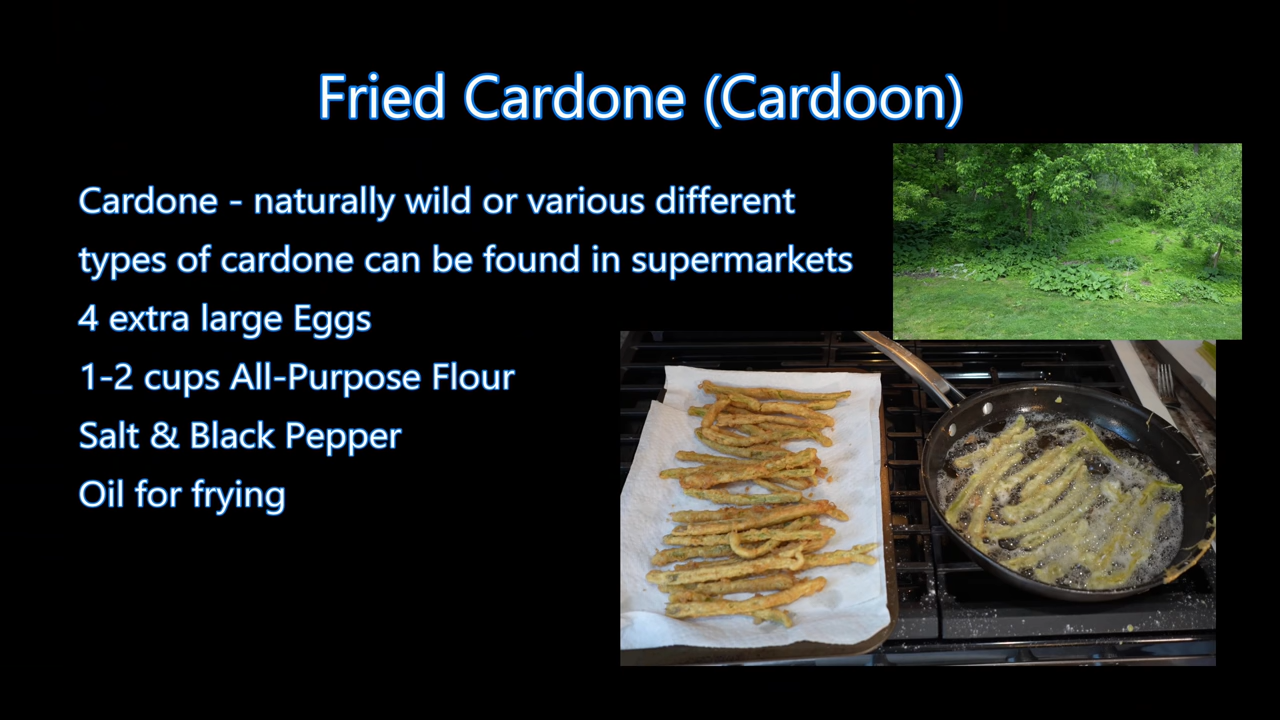 Fried Cardone (Cardoon)
Cardone - naturally wild or various different
types of cardone can be found in supermarkets
4 extra large Eggs
1-2 cups All-Purpose Flour
Salt & Black Pepper
Oil for frying